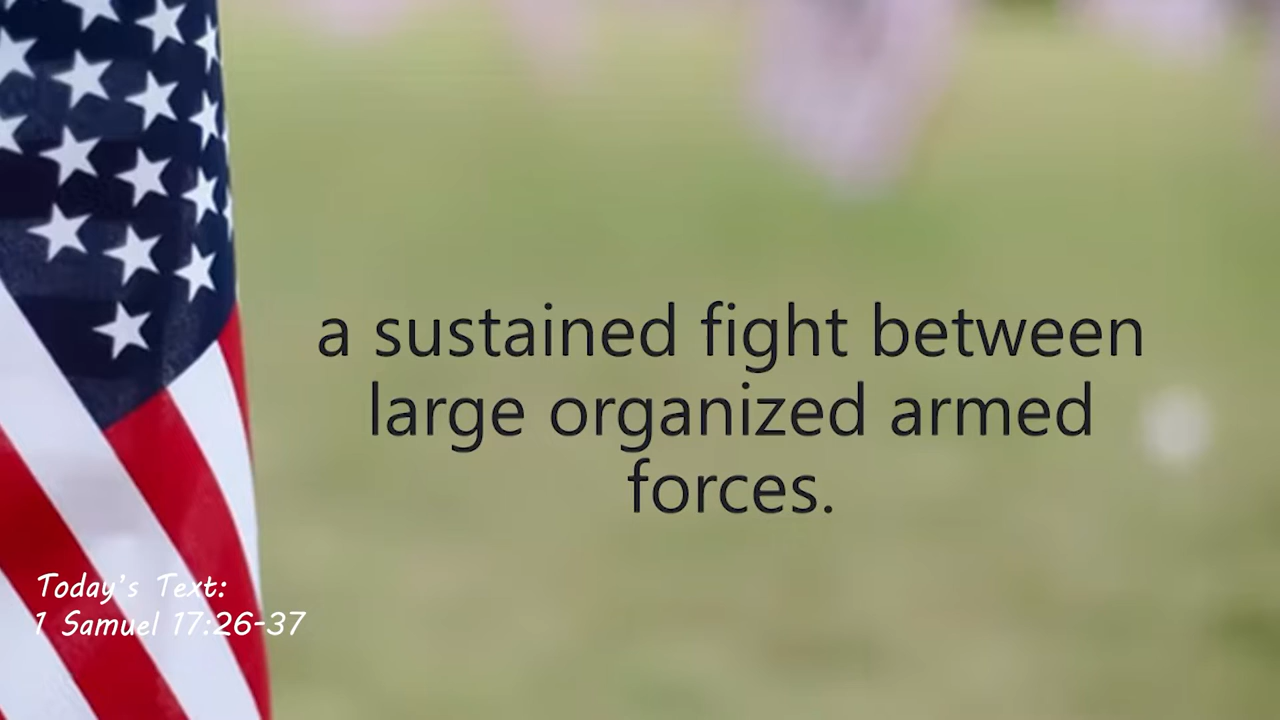 a sustained fight between
large organized armed
forces.
Today's Text:
1 Samuel 17:26-37